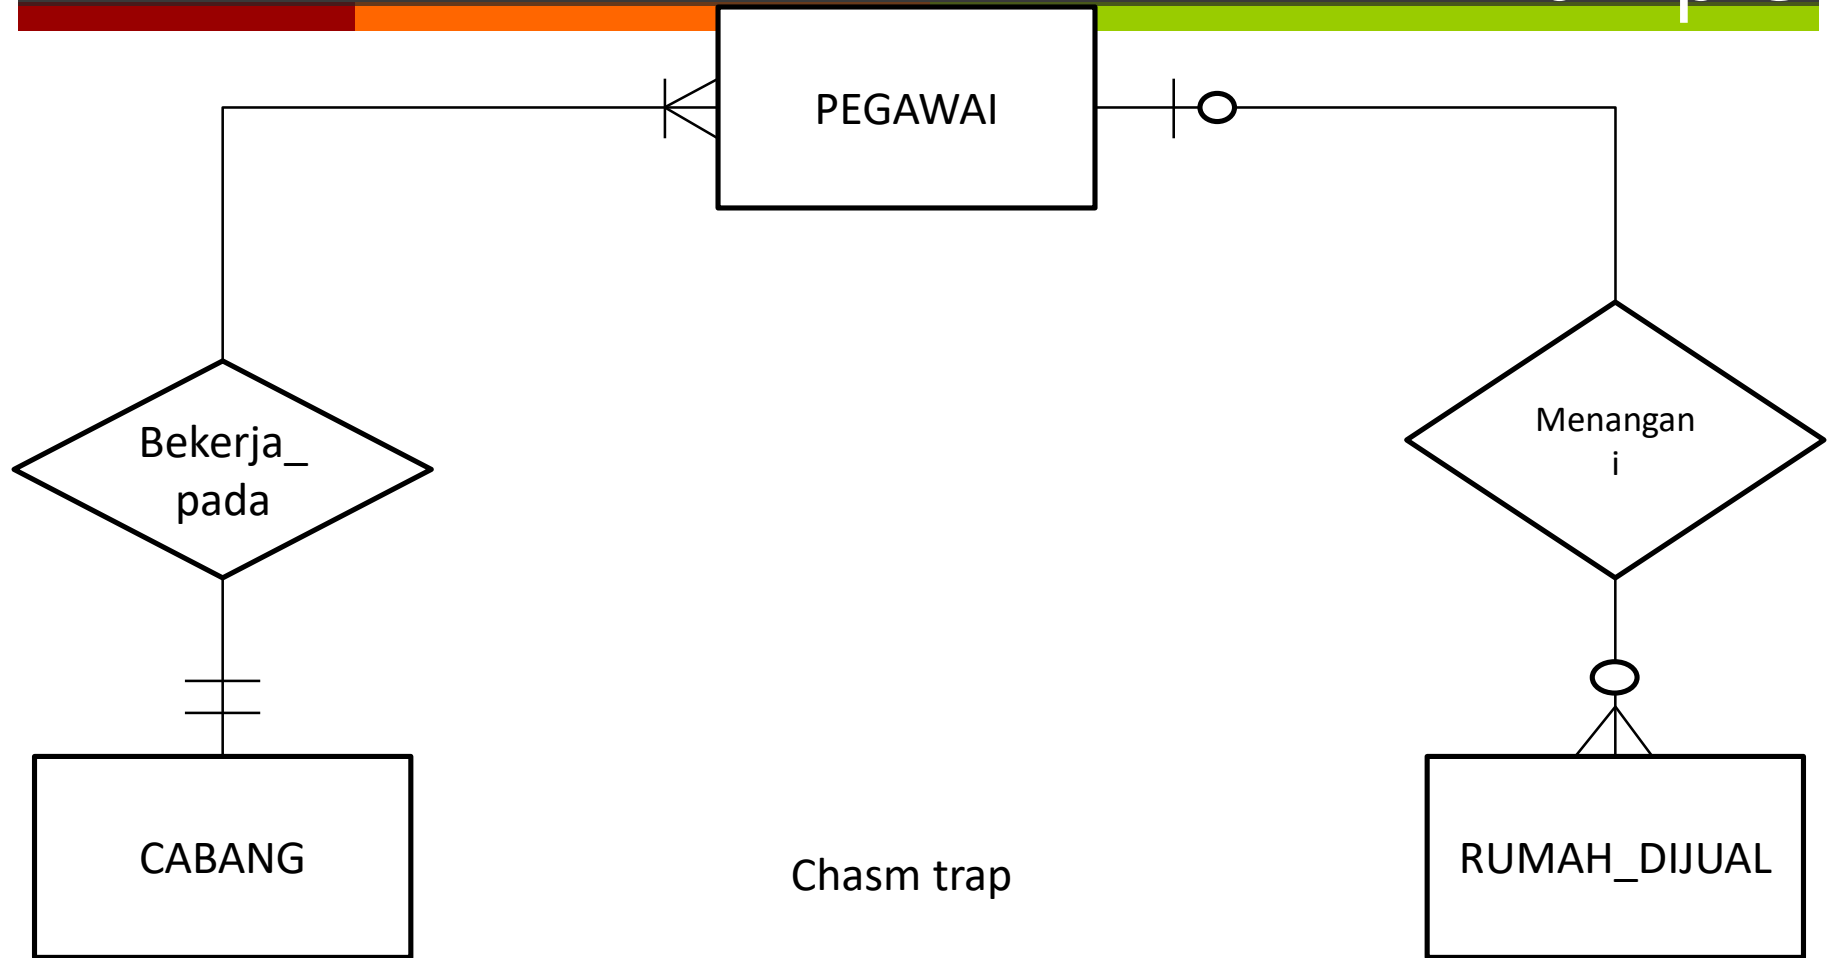 PEGAWAI
Bekerja_
pada
Menangan
i
CABANG
Chasm trap
RUMAH_DIJUAL